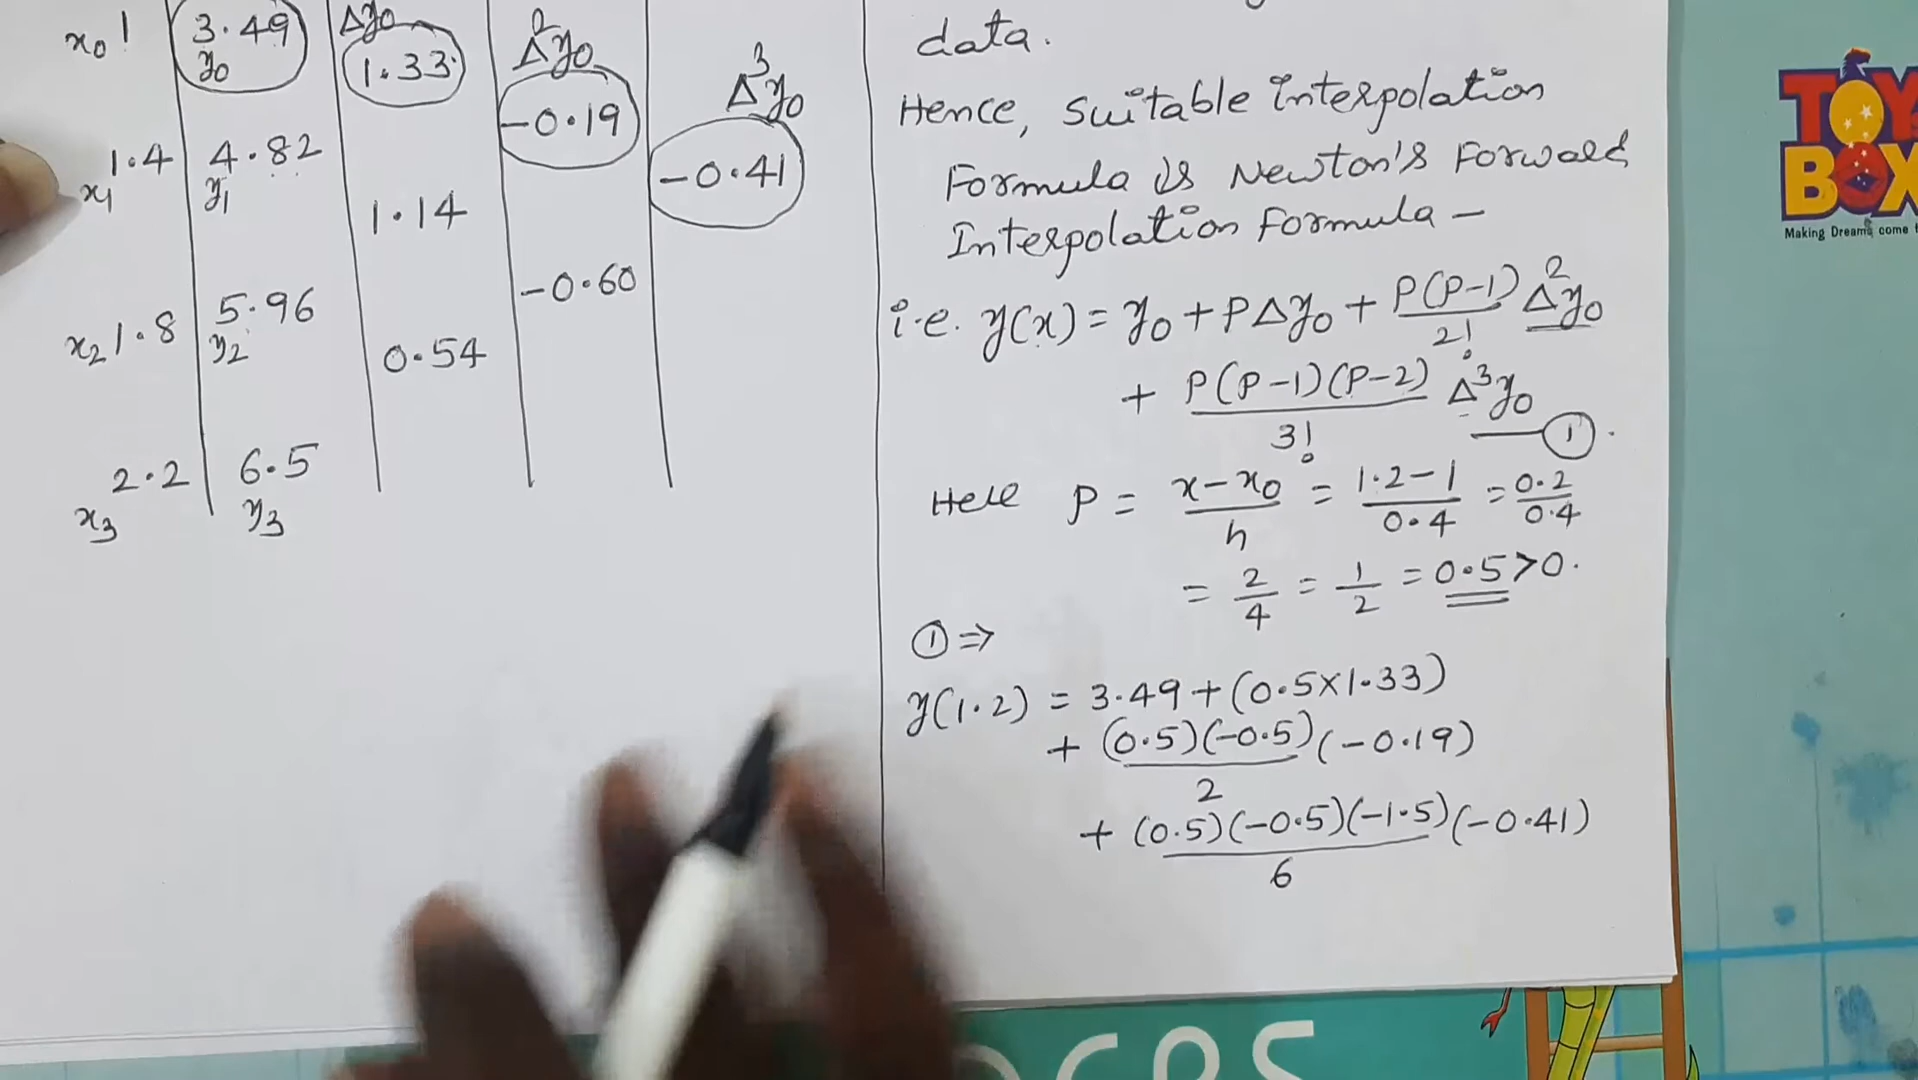 x₀ 1 3.49 Δy₀
y₀ 1.33 Δ²y₀
-0.19 Δ³y₀
x₁ 1.4 4.82 -0.41
y₁ 1.14
-0.60
x₂ 1.8 5.96
y₂ 0.54
x₃ 2.2 6.5
y₃
data.
Hence, Suitable interpolation
Formula is Newton's Forward
Interpolation Formula –
i.e. y(x) = y₀ + PΔy₀ + P(P-1)/2! Δ²y₀
+ P(P-1)(P-2)/3! Δ³y₀ —①.
Here P = x-x₀/h = 1.2-1/0.4 = 0.2/0.4
= 2/4 = 1/2 = 0.5>0.
①⇒
y(1.2) = 3.49+(0.5×1.33)
+ (0.5)(-0.5)/2 (-0.19)
+ (0.5)(-0.5)(-1.5)/6 (-0.41)
TOY
BOX
Making Dreams come